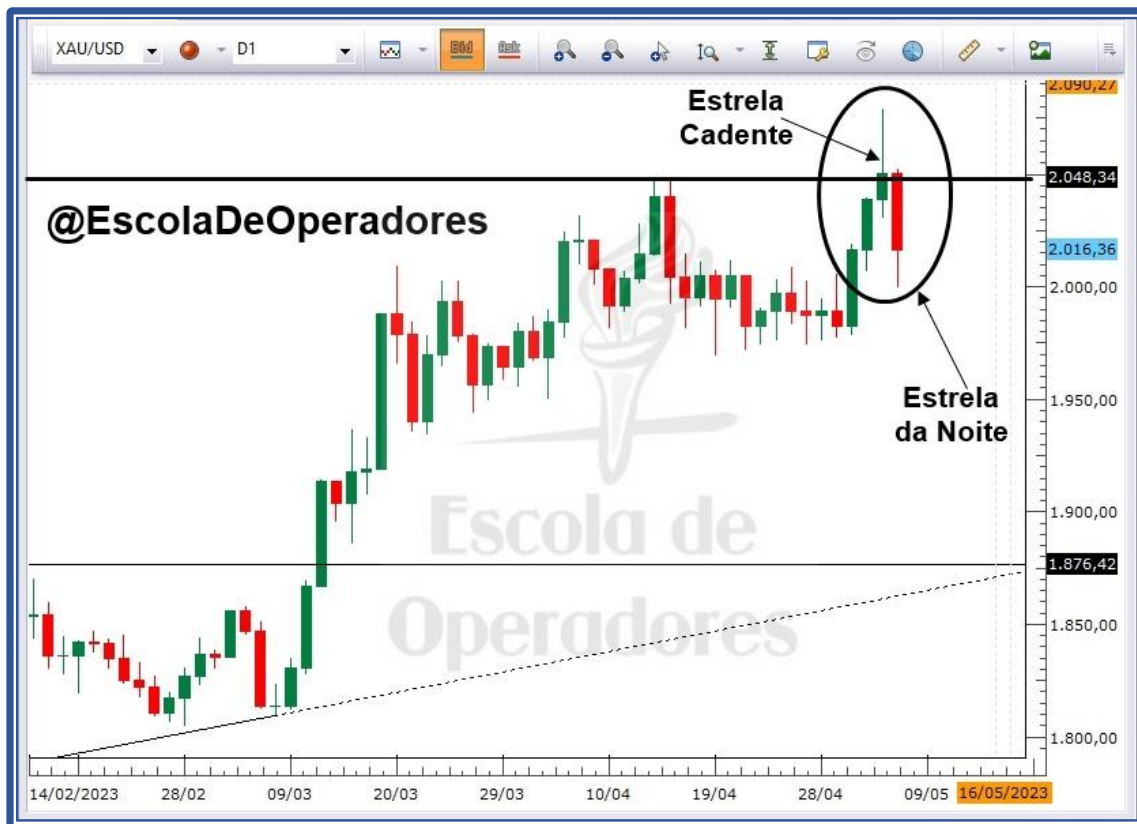 XAU/USD
D1
Bid
Ask
2.090,27
Estrela
Cadente
2.048,34
@EscolaDeOperadores
2.016,36
2.000,00
1.950,00
Estrela
da Noite
1.900,00
Escola de
1.876,42
1.850,00
Operadores
1.800,00
14/02/2023
28/02
09/03
20/03
29/03
10/04
19/04
28/04
09/05
16/05/2023